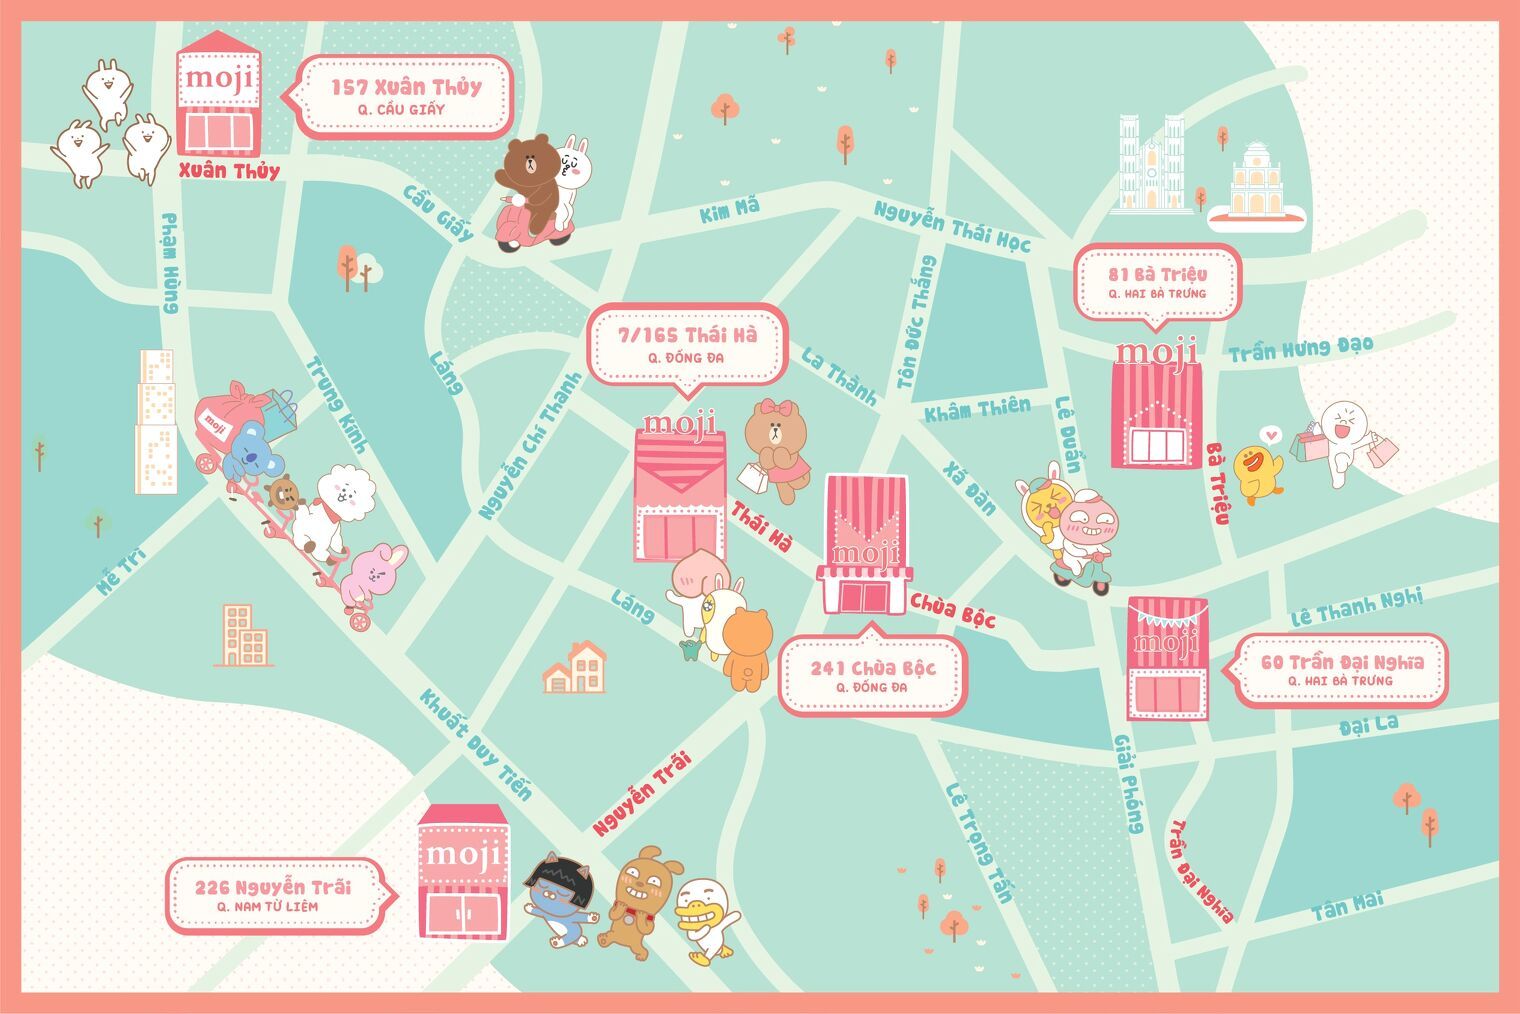 moji
157 Xuân Thủy
Q. CẦU GIẤY
Xuân Thủy
Cầu Giấy
Kim Mã
Nguyễn Thái Học
Phạm Hùng
Tôn Đức Thắng
81 Bà Triệu
Q. HAI BÀ TRƯNG
7/165 Thái Hà
Q. ĐỐNG ĐA
moji
Trần Hưng Đạo
Láng
Trung Kính
La Thành
Nguyễn Chí Thanh
Khâm Thiên
Lê Duẩn
moji
moji
Bà Triệu
Xã Đàn
Thái Hà
moji
Mễ Trì
Láng
Chùa Bộc
Lê Thanh Nghị
moji
241 Chùa Bộc
Q. ĐỐNG ĐA
60 Trần Đại Nghĩa
Q. HAI BÀ TRƯNG
Khuất Duy Tiến
Đại La
Giải Phóng
Nguyễn Trãi
Lê Trọng Tấn
moji
Trần Đại Nghĩa
226 Nguyễn Trãi
Q. NAM TỪ LIÊM
Tân Mai